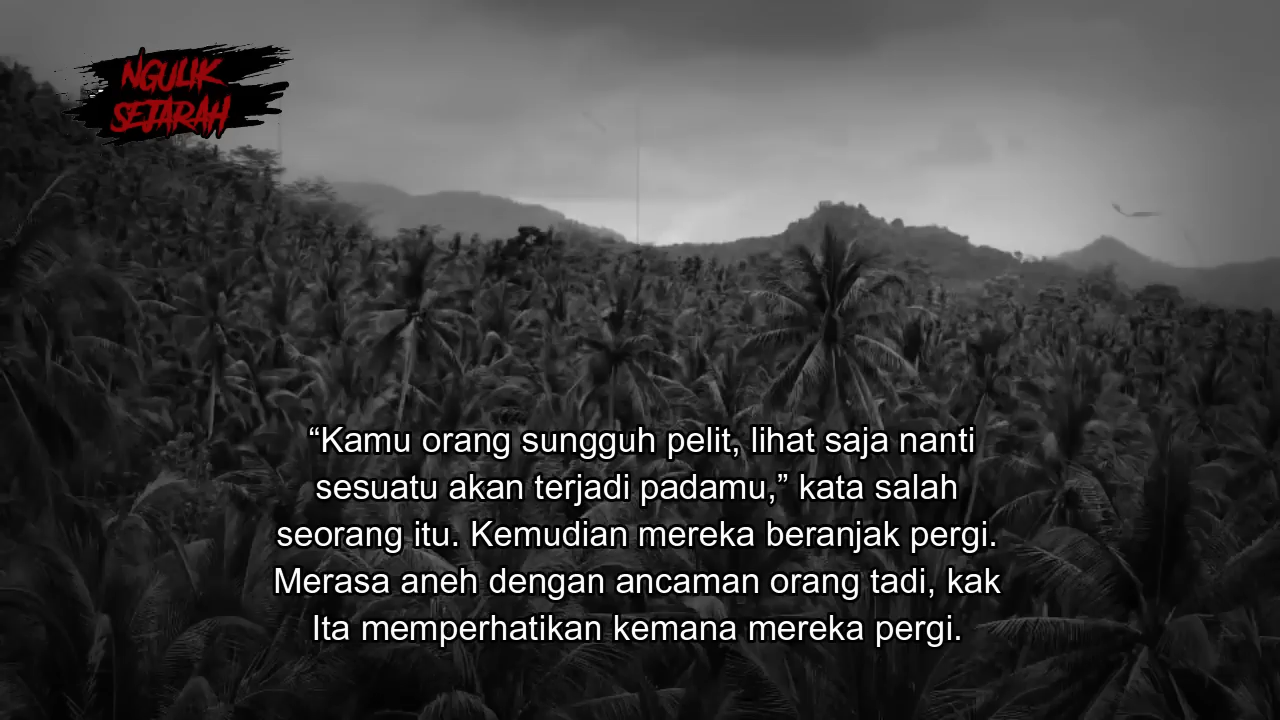 NGULIK
SEJARAH
“Kamu orang sungguh pelit, lihat saja nanti
sesuatu akan terjadi padamu,” kata salah
seorang itu. Kemudian mereka beranjak pergi.
Merasa aneh dengan ancaman orang tadi, kak
Ita memperhatikan kemana mereka pergi.